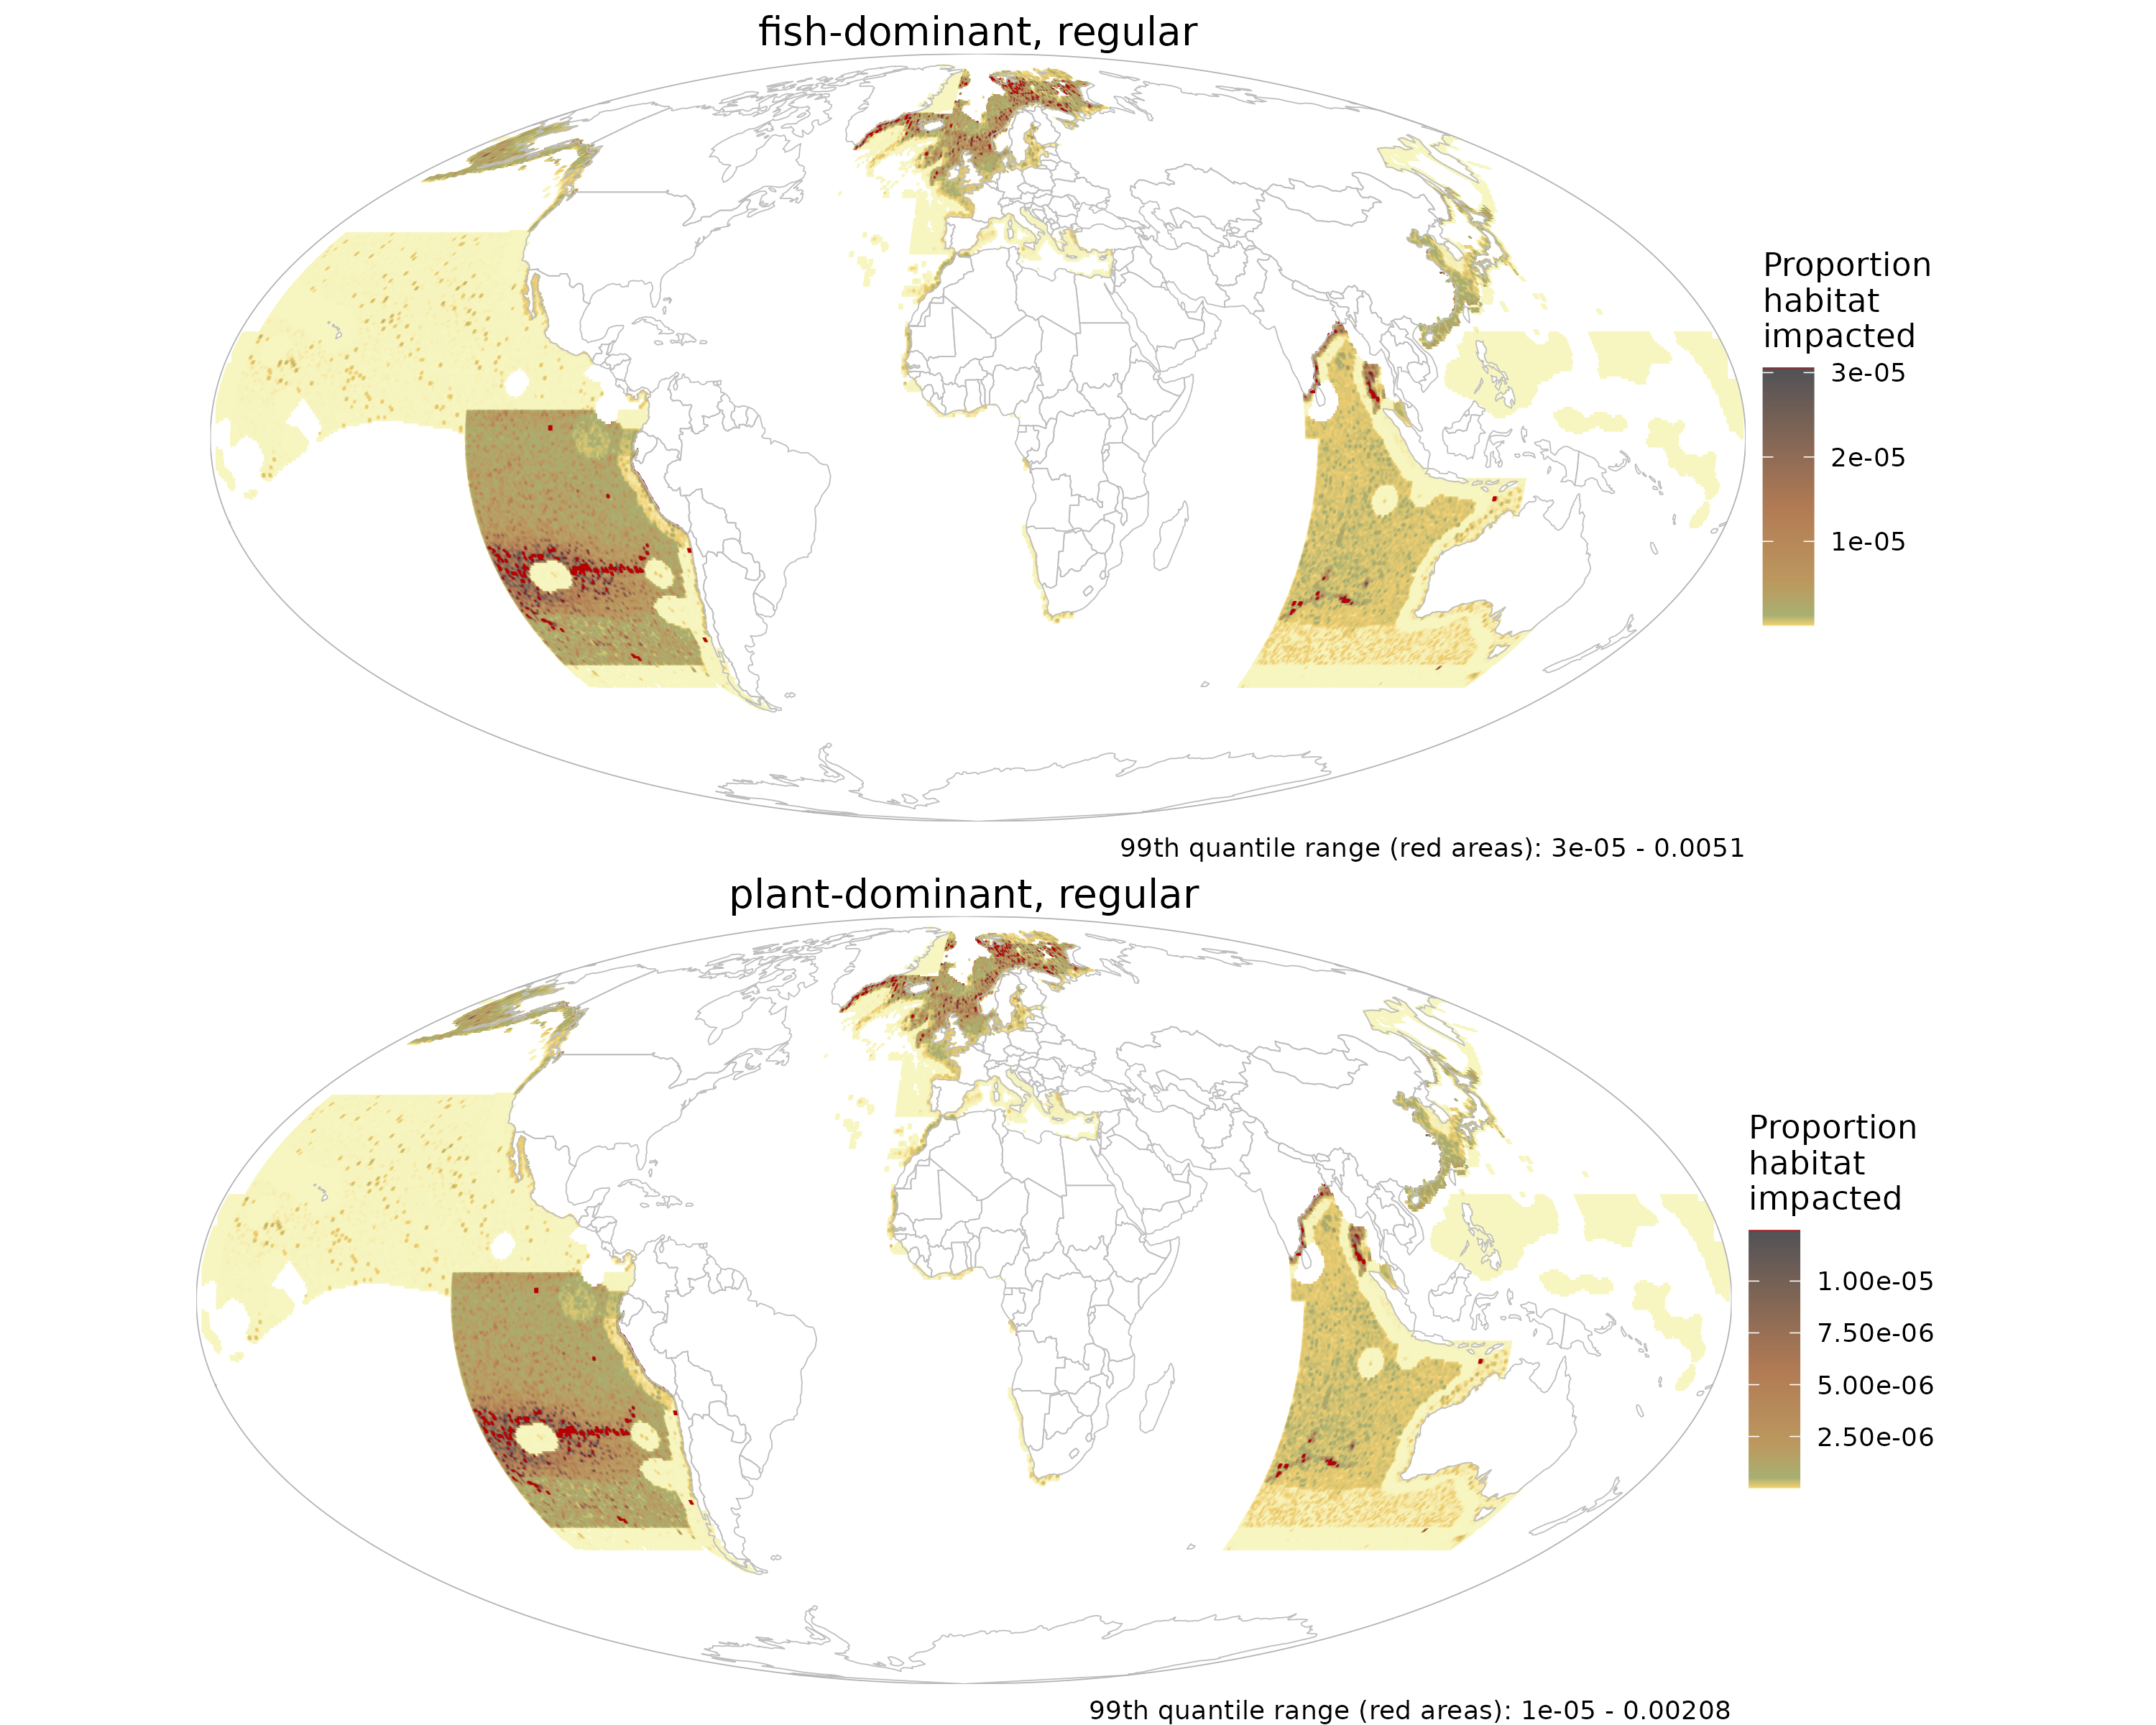 fish-dominant, regular
Proportion
habitat
impacted
3e-05
2e-05
1e-05
99th quantile range (red areas): 3e-05 - 0.0051
plant-dominant, regular
Proportion
habitat
impacted
1.00e-05
7.50e-06
5.00e-06
2.50e-06
99th quantile range (red areas): 1e-05 - 0.00208